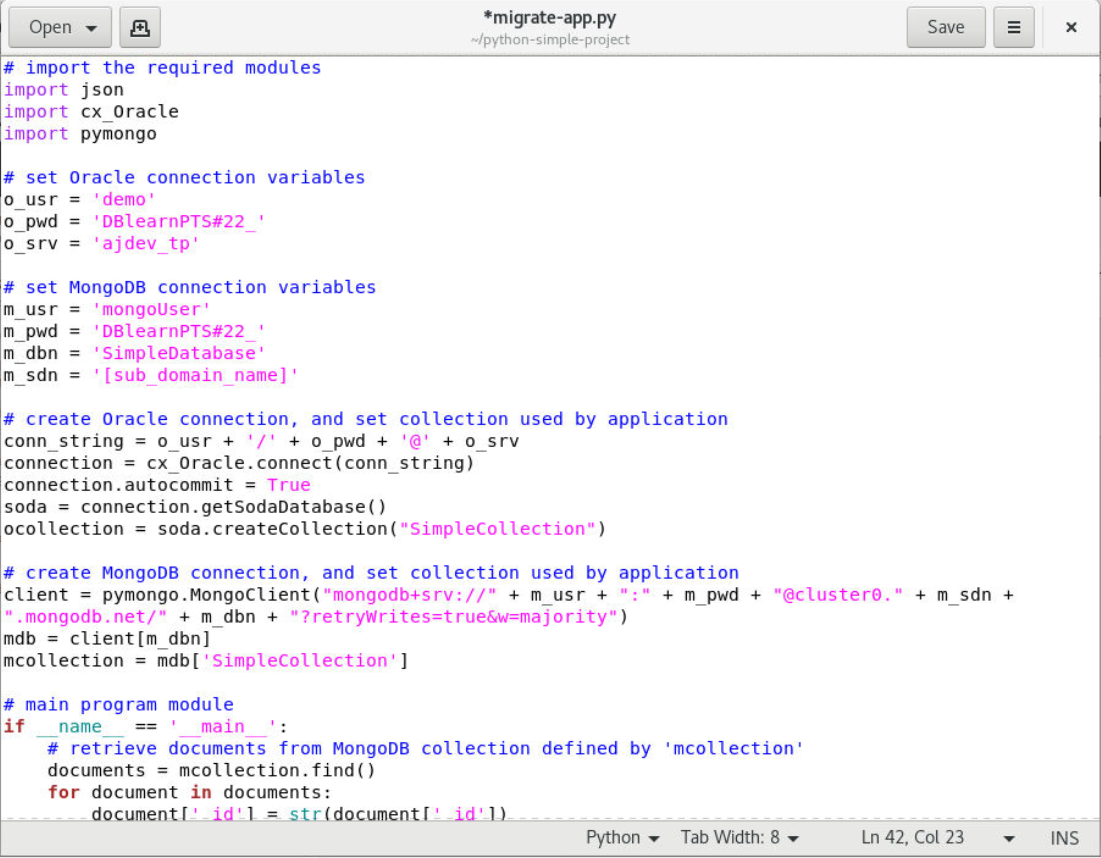 Open
*migrate-app.py
~/python-simple-project
Save
# import the required modules
import json
import cx_Oracle
import pymongo
# set Oracle connection variables
o_usr = 'demo'
o_pwd = 'DBlearnPTS#22_'
o_srv = 'ajdev_tp'
# set MongoDB connection variables
m_usr = 'mongoUser'
m_pwd = 'DBlearnPTS#22_'
m_dbn = 'SimpleDatabase'
m_sdn = '[sub_domain_name]'
# create Oracle connection, and set collection used by application
conn_string = o_usr + '/' + o_pwd + '@' + o_srv
connection = cx_Oracle.connect(conn_string)
connection.autocommit = True
soda = connection.getSodaDatabase()
ocollection = soda.createCollection("SimpleCollection")
# create MongoDB connection, and set collection used by application
client = pymongo.MongoClient("mongodb+srv://" + m_usr + ":" + m_pwd + "@cluster0." + m_sdn +
".mongodb.net/" + m_dbn + "?retryWrites=true&w=majority")
mdb = client[m_dbn]
mcollection = mdb['SimpleCollection']
# main program module
if __name__ == '__main__':
    # retrieve documents from MongoDB collection defined by 'mcollection'
    documents = mcollection.find()
    for document in documents:
        document['_id'] = str(document['_id'])
Python
Tab Width: 8
Ln 42, Col 23
INS